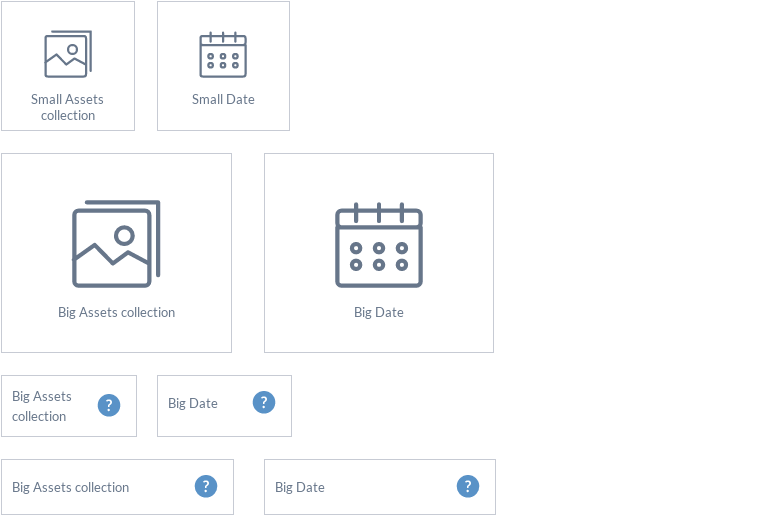 Small Assets
collection
Small Date
Big Assets collection
Big Date
Big Assets
collection
?
Big Date
?
Big Assets collection
?
Big Date
?